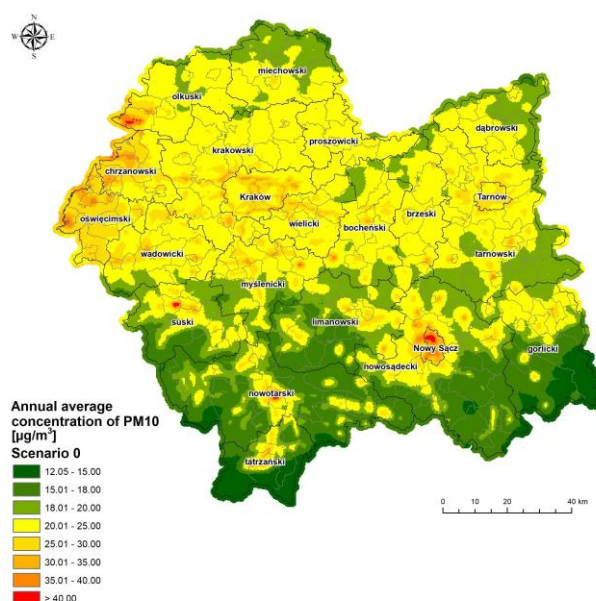 N
W E
S
miechowski
olkuski
dąbrowski
proszowicki
krakowski
chrzanowski
Kraków
Tarnów
oświęcimski
wielicki
bocheński
brzeski
wadowicki
tarnowski
myślenicki
suski
limanowski
Nowy Sącz
gorlicki
nowosądecki
nowotarski
tatrzański
Annual average
concentration of PM10
[µg/m³]
Scenario 0
12.05 - 15.00
15.01 - 18.00
18.01 - 20.00
20.01 - 25.00
25.01 - 30.00
30.01 - 35.00
35.01 - 40.00
> 40.00
0 10 20 40 km